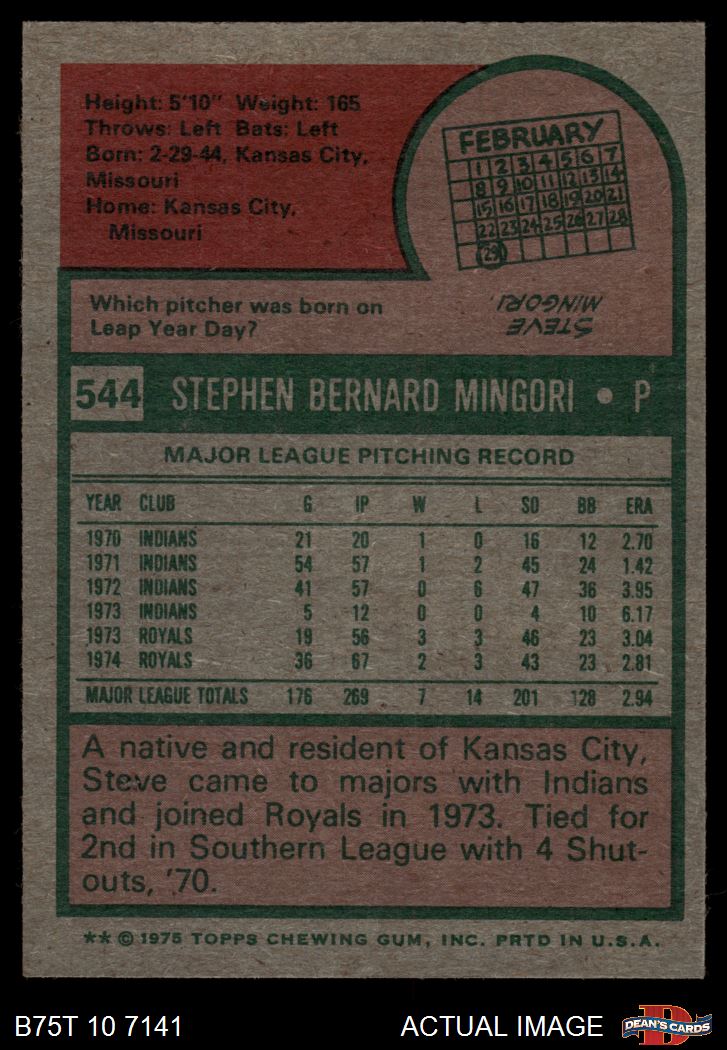 Height: 5'10" Weight: 165
Throws: Left Bats: Left
Born: 2-29-44, Kansas City,
Missouri
Home: Kansas City,
Missouri
FEBRUARY
1 2 3 4 5 6 7
8 9 10 11 12 13 14
15 16 17 18 19 20 21
22 23 24 25 26 27 28
29
Which pitcher was born on
Leap Year Day?
STEVE
MINGORI.
544 STEPHEN BERNARD MINGORI • P
MAJOR LEAGUE PITCHING RECORD
YEAR CLUB G IP W L SO BB ERA
1970 INDIANS 21 20 1 0 16 12 2.70
1971 INDIANS 54 57 1 2 45 24 1.42
1972 INDIANS 41 57 0 6 47 36 3.95
1973 INDIANS 5 12 0 0 4 10 6.17
1973 ROYALS 19 56 3 3 46 23 3.04
1974 ROYALS 36 67 2 3 43 23 2.81
MAJOR LEAGUE TOTALS 176 269 7 14 201 128 2.94
A native and resident of Kansas City,
Steve came to majors with Indians
and joined Royals in 1973. Tied for
2nd in Southern League with 4 Shut-
outs, '70.
** © 1975 TOPPS CHEWING GUM, INC. PRTD IN U.S.A.
B75T 10 7141 ACTUAL IMAGE D DEAN'S CARDS